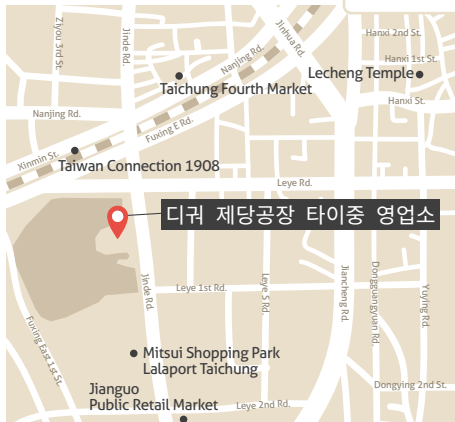 Ziyou 3rd St.
Jinde Rd.
Jinhua Rd.
Hanxi 2nd St.
Nanjing Rd.
Hanxi 1st St.
Lecheng Temple
Taichung Fourth Market
Hanxi St.
Nanjing Rd.
Fuxing E Rd.
Xinmin St.
Taiwan Connection 1908
Leye Rd.
디귀 제당공장 타이중 영업소
Jinde Rd.
Leye 1st Rd.
Leye S Rd.
Jiancheng Rd.
Dongguangyuan Rd.
Yuying Rd.
Fuxing East 1st St.
Mitsui Shopping Park
Lalaport Taichung
Jianguo
Public Retail Market
Leye 2nd Rd.
Dongying 2nd St.